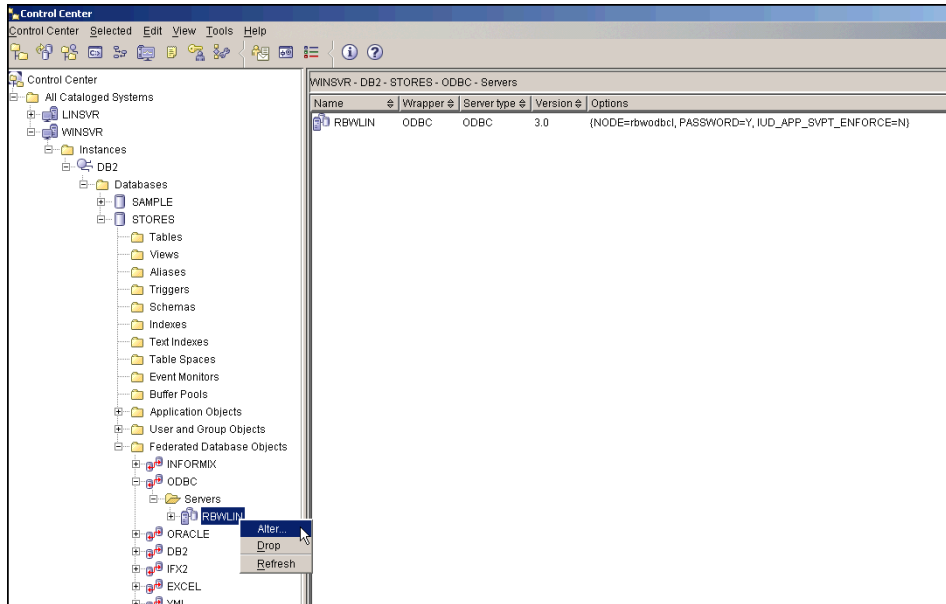 Control Center
Control Center Selected Edit View Tools Help
Control Center
All Cataloged Systems
LINSVR
WINSVR
Instances
DB2
Databases
SAMPLE
STORES
Tables
Views
Aliases
Triggers
Schemas
Indexes
Text Indexes
Table Spaces
Event Monitors
Buffer Pools
Application Objects
User and Group Objects
Federated Database Objects
INFORMIX
ODBC
Servers
RBWLIN
ORACLE
DB2
IFX2
EXCEL
XML
Alter...
Drop
Refresh
WINSVR - DB2 - STORES - ODBC - Servers
Name Wrapper Server type Version Options
RBWLIN ODBC ODBC 3.0 {NODE=rbwodbcl, PASSWORD=Y, IUD_APP_SVPT_ENFORCE=N}